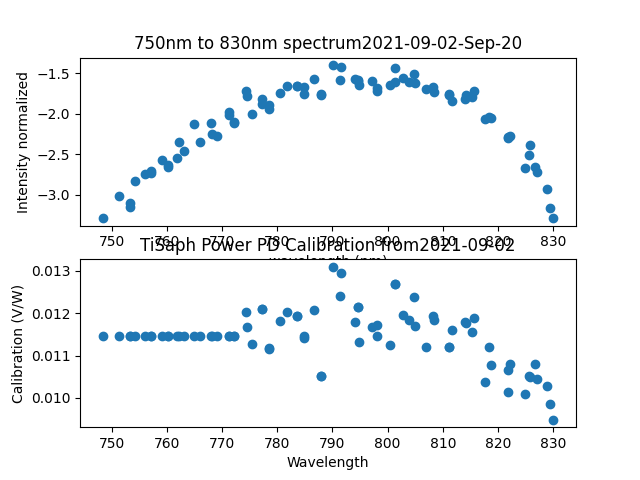 750nm to 830nm spectrum2021-09-02-Sep-20
Intensity normalized
−1.5
−2.0
−2.5
−3.0
750 760 770 780 790 800 810 820 830
wavelength (nm)
TiSaph Power PD Calibration from2021-09-02
Calibration (V/W)
0.013
0.012
0.011
0.010
750 760 770 780 790 800 810 820 830
Wavelength